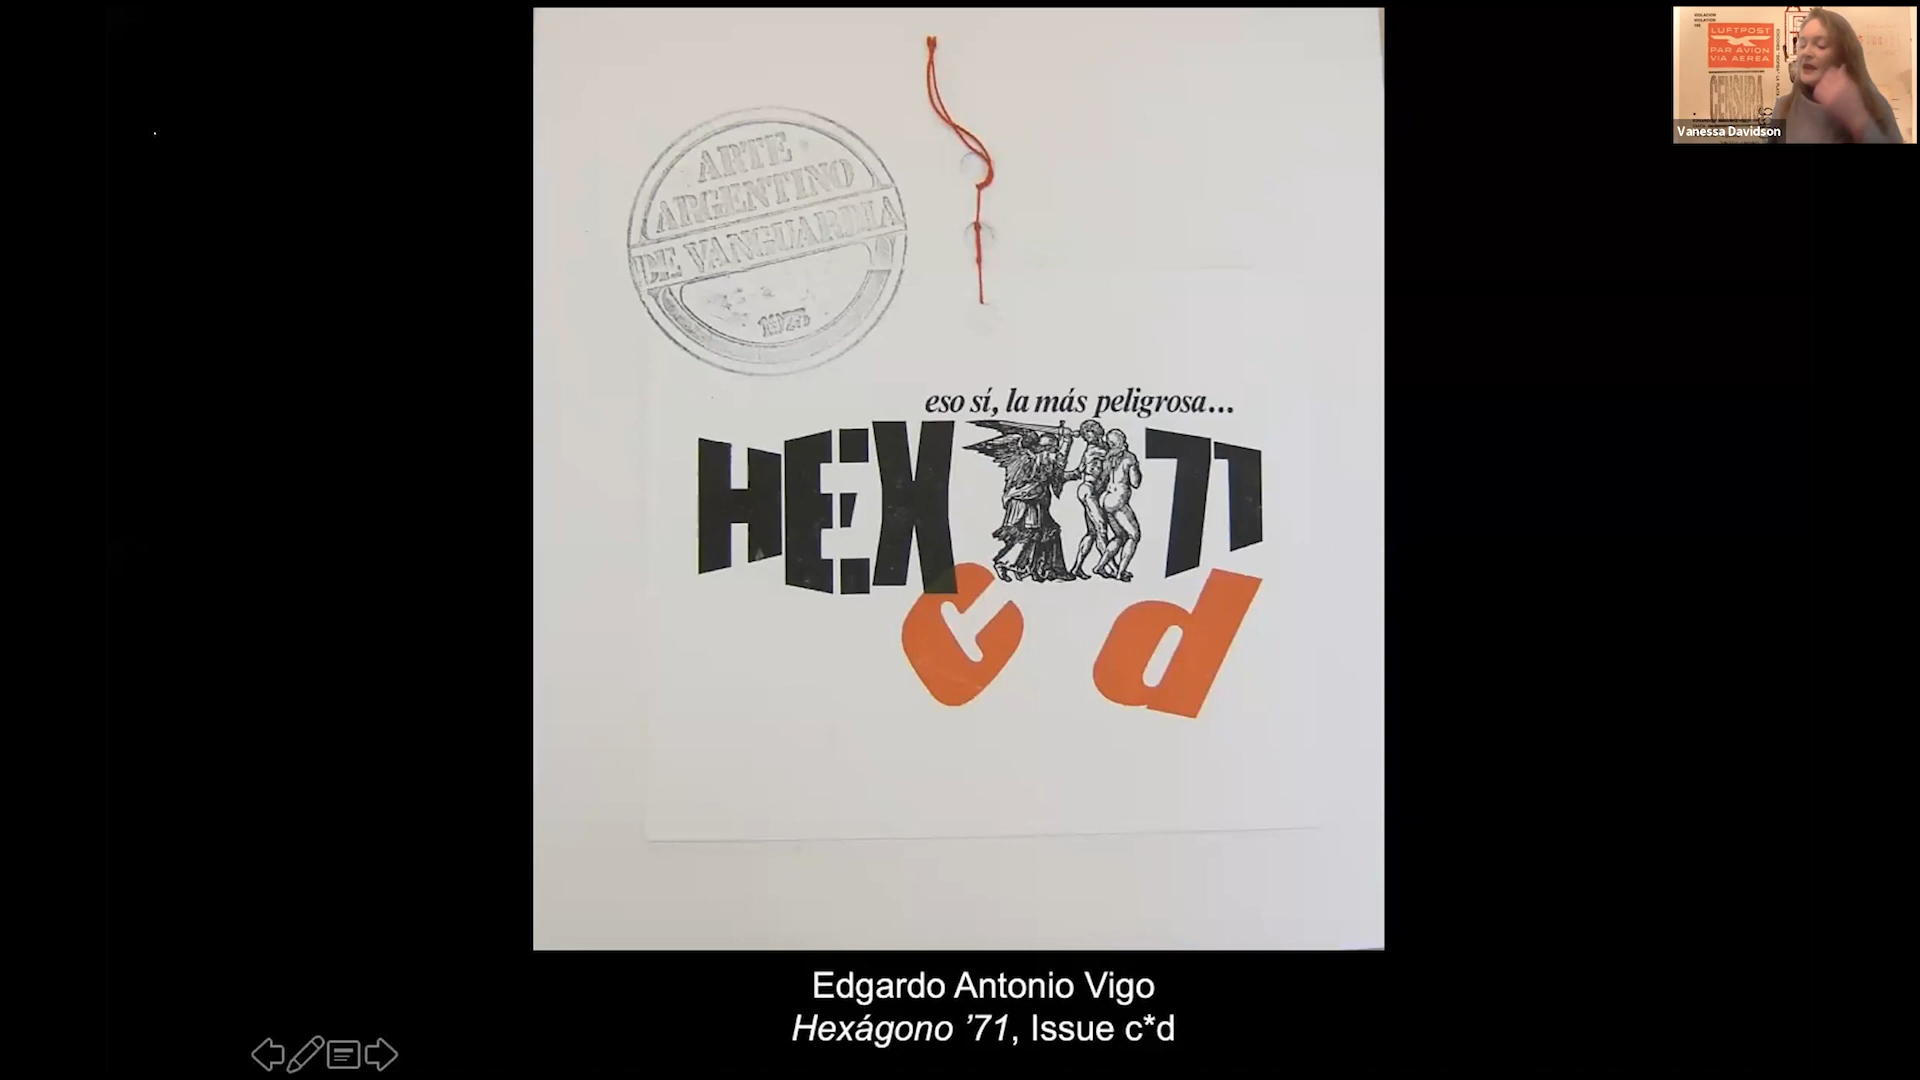 ARTE
ARGENTINO
DE VANGUARDIA
eso sí, la más peligrosa...
HEX 71
c d
Edgardo Antonio Vigo
Hexágono ’71, Issue c*d
LUFTPOST
PAR AVION
VIA AEREA
CENSURA
Vanessa Davidson